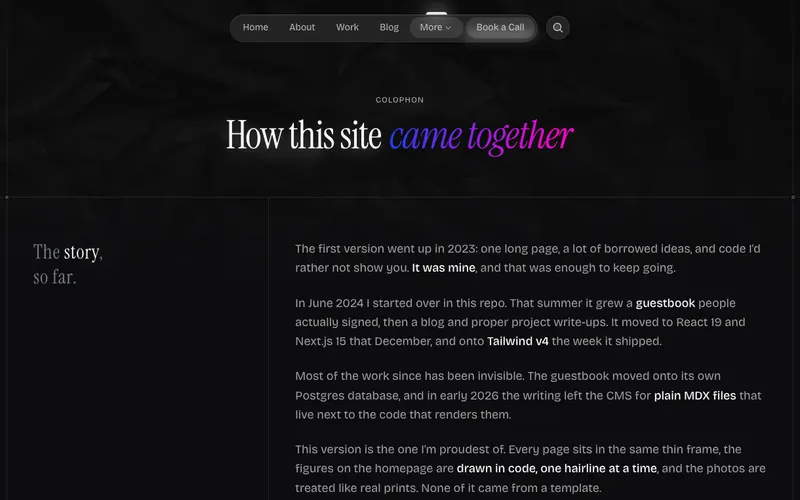 Home About Work Blog More Book a Call
COLOPHON
How this site came together
The story,
so far.
The first version went up in 2023: one long page, a lot of borrowed ideas, and code I'd
rather not show you. It was mine, and that was enough to keep going.
In June 2024 I started over in this repo. That summer it grew a guestbook people
actually signed, then a blog and proper project write-ups. It moved to React 19 and
Next.js 15 that December, and onto Tailwind v4 the week it shipped.
Most of the work since has been invisible. The guestbook moved onto its own
Postgres database, and in early 2026 the writing left the CMS for plain MDX files that
live next to the code that renders them.
This version is the one I'm proudest of. Every page sits in the same thin frame, the
figures on the homepage are drawn in code, one hairline at a time, and the photos are
treated like real prints. None of it came from a template.